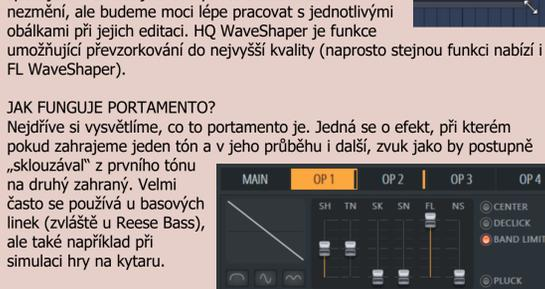 nezmění, ale budeme moci lépe pracovat s jednotlivými
obálkami při jejich editaci. HQ WaveShaper je funkce
umožňující převzorkování do nejvyšší kvality (naprosto stejnou funkci nabízí i
FL WaveShaper).
JAK FUNGUJE PORTAMENTO?
Nejdříve si vysvětlíme, co to portamento je. Jedná se o efekt, při kterém
pokud zahrajeme jeden tón a v jeho průběhu i další, zvuk jako by postupně
„sklouzával“ z prvního tónu
na druhý zahraný. Velmi
často se používá u basových
linek (zvláště u Reese Bass),
ale také například při
simulaci hry na kytaru.
MAIN OP 1 OP 2 OP 3 OP 4
SH TN SK SN FL NS
CENTER
DECLICK
BAND LIMIT
PLUCK